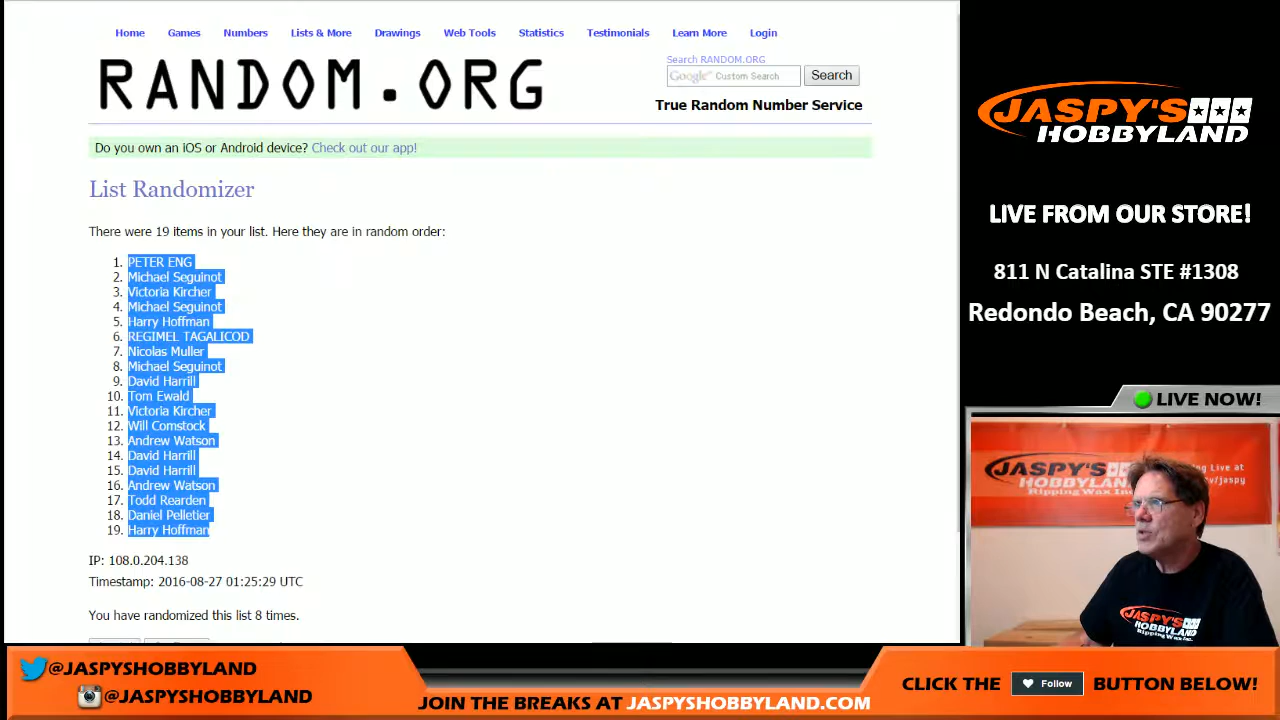 Home Games Numbers Lists & More Drawings Web Tools Statistics Testimonials Learn More Login
RANDOM.ORG
Search RANDOM.ORG
Google Custom Search Search
True Random Number Service
Do you own an iOS or Android device? Check out our app!
List Randomizer
There were 19 items in your list. Here they are in random order:
1. PETER ENG
2. Michael Seguinot
3. Victoria Kircher
4. Michael Seguinot
5. Harry Hoffman
6. REGIMEL TAGALICOD
7. Nicolas Muller
8. Michael Seguinot
9. David Harrill
10. Tom Ewald
11. Victoria Kircher
12. Will Comstock
13. Andrew Watson
14. David Harrill
15. David Harrill
16. Andrew Watson
17. Todd Rearden
18. Daniel Pelletier
19. Harry Hoffman
IP: 108.0.204.138
Timestamp: 2016-08-27 01:25:29 UTC
You have randomized this list 8 times.
JASPY'S
HOBBYLAND
LIVE FROM OUR STORE!
811 N Catalina STE #1308
Redondo Beach, CA 90277
LIVE NOW!
JASPY'S
HOBBYLAND
Ripping Wax Inc.
Live at
/jaspy
JASPY'S
HOBBYLAND
Ripping Wax Inc.
@JASPYSHOBBYLAND
@JASPYSHOBBYLAND
JOIN THE BREAKS AT JASPYSHOBBYLAND.COM
CLICK THE Follow BUTTON BELOW!